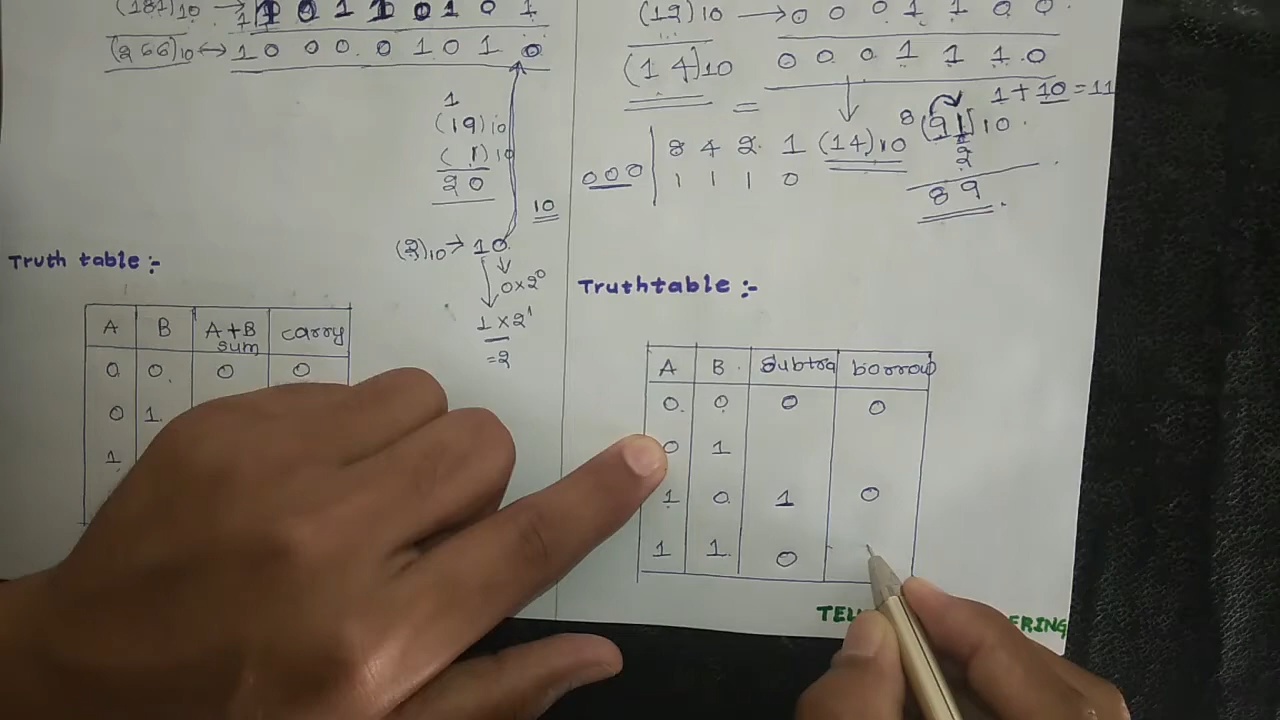 (181)10 → 1 0 1 1 0 1 0 1
1
(266)10 ↔ 1 0 0 0 0 1 0 1 0
1
(19)10
( 1)10
20
10
(2)10 → 10
0×2⁰
1×2¹
=2
Truth table :-
A B A+B sum carry
0 0 0 0
0 1
1
(12)10 → 0 0 0 1 1 0 0
(14)10 0 0 0 1 1 1 0
=
1+10=11
8 (91)10
2
89
8 4 2 1 (14)10
000 1 1 1 0
Truthtable :-
A B Subtra borrow
0 0 0 0
0 1
1 0 1 0
1 1 0